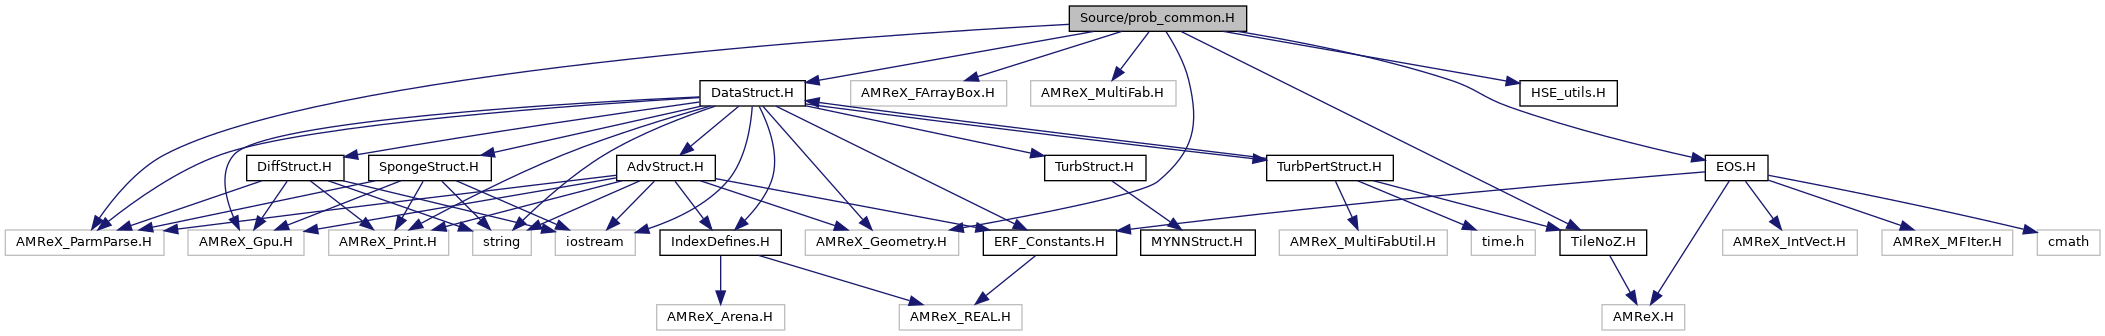 Source/prob_common.H
DataStruct.H
AMReX_FArrayBox.H
AMReX_MultiFab.H
HSE_utils.H
DiffStruct.H
SpongeStruct.H
AdvStruct.H
TurbStruct.H
TurbPertStruct.H
EOS.H
AMReX_ParmParse.H
AMReX_Gpu.H
AMReX_Print.H
string
iostream
IndexDefines.H
AMReX_Geometry.H
ERF_Constants.H
MYNNStruct.H
AMReX_MultiFabUtil.H
time.h
TileNoZ.H
AMReX_IntVect.H
AMReX_MFIter.H
cmath
AMReX_Arena.H
AMReX_REAL.H
AMReX.H